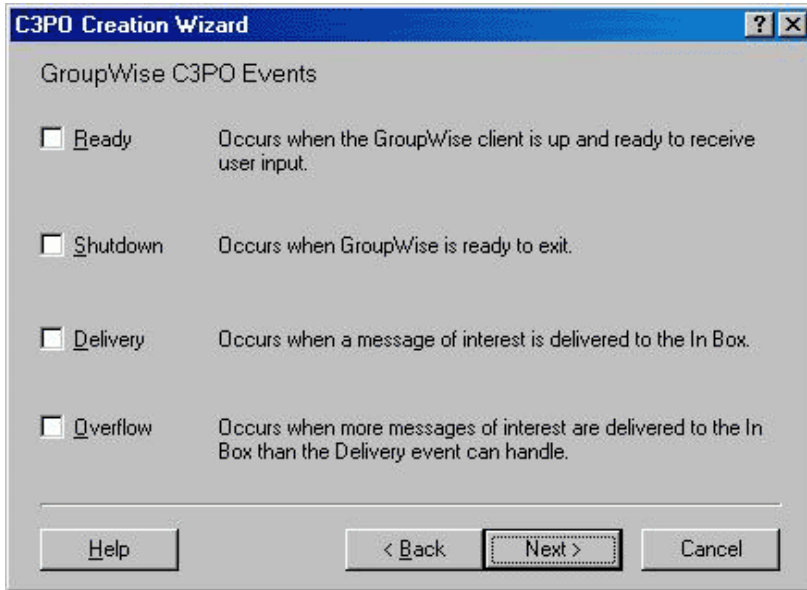 C3PO Creation Wizard
? X
GroupWise C3PO Events
Ready
Occurs when the GroupWise client is up and ready to receive
user input.
Shutdown
Occurs when GroupWise is ready to exit.
Delivery
Occurs when a message of interest is delivered to the In Box.
Overflow
Occurs when more messages of interest are delivered to the In
Box than the Delivery event can handle.
Help
< Back
Next >
Cancel